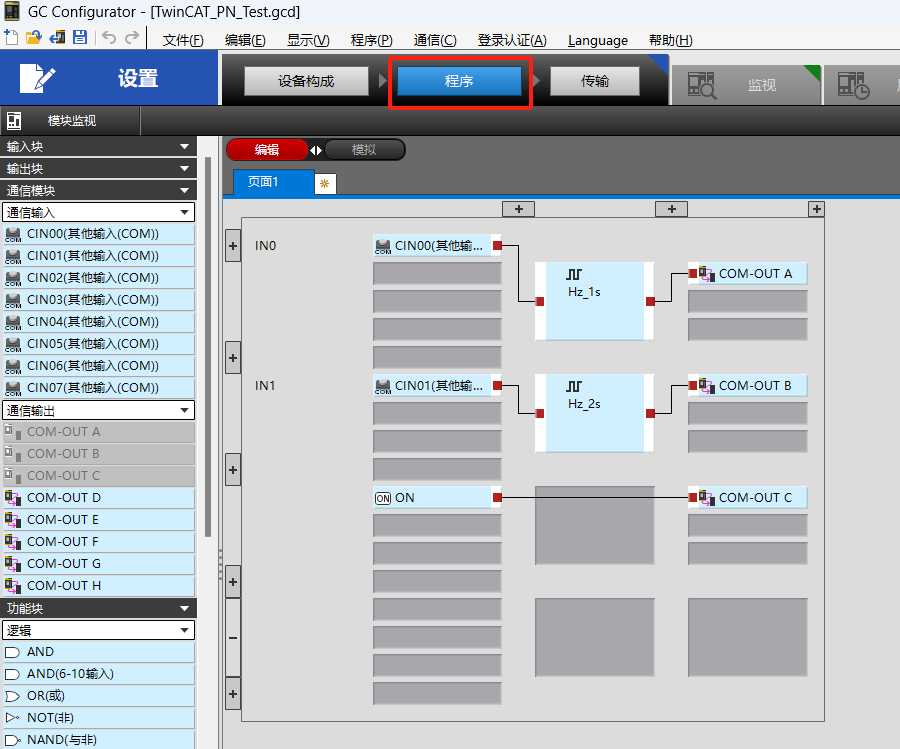 GC Configurator - [TwinCAT_PN_Test.gcd]
文件(F) 编辑(E) 显示(V) 程序(P) 通信(C) 登录认证(A) Language 帮助(H)
设置 设备构成 程序 传输 监视
模块监视
输入块
输出块
通信模块
通信输入
CIN00(其他输入(COM))
CIN01(其他输入(COM))
CIN02(其他输入(COM))
CIN03(其他输入(COM))
CIN04(其他输入(COM))
CIN05(其他输入(COM))
CIN06(其他输入(COM))
CIN07(其他输入(COM))
通信输出
COM-OUT A
COM-OUT B
COM-OUT C
COM-OUT D
COM-OUT E
COM-OUT F
COM-OUT G
COM-OUT H
功能块
逻辑
AND
AND(6-10输入)
OR(或)
NOT(非)
NAND(与非)
编辑 模拟
页面1
IN0 CIN00(其他输... COM-OUT A
Hz_1s
IN1 CIN01(其他输... COM-OUT B
Hz_2s
ON ON COM-OUT C